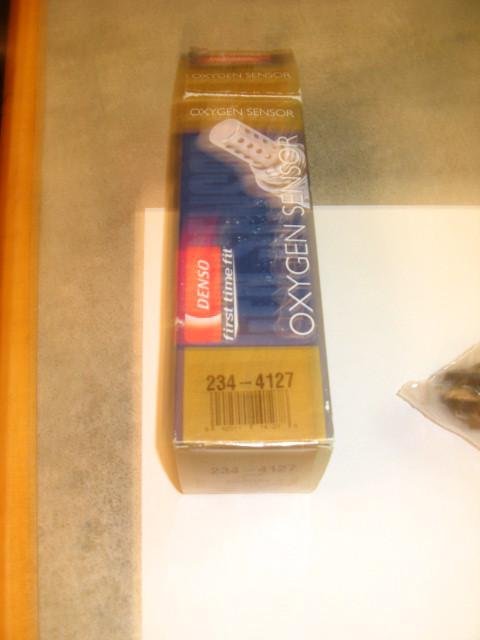 OXYGEN SENSOR
OXYGEN SENSOR
OXYGEN SENSOR
DENSO
first time fit
234-4127
234-4127